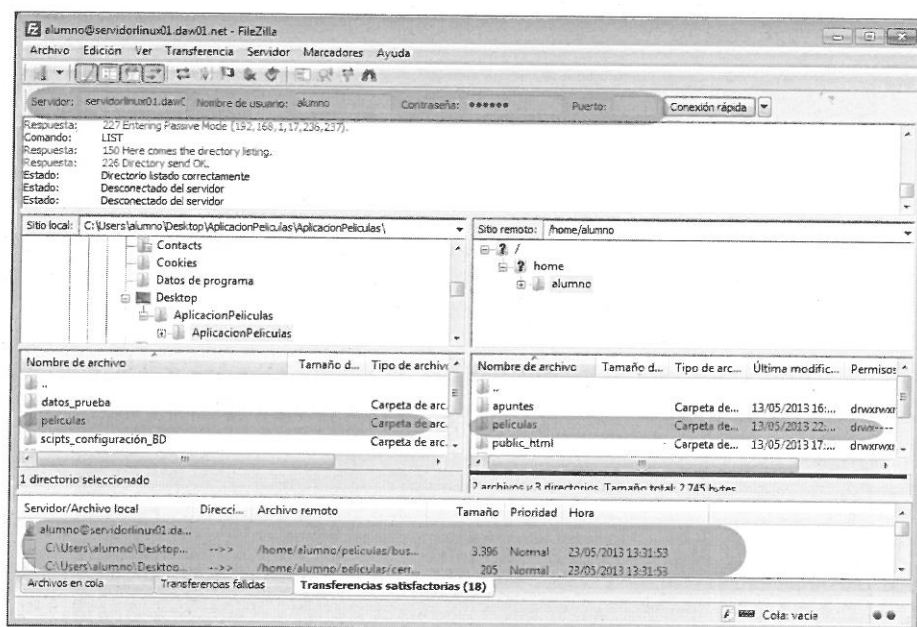 alumno@servidorlinux01.daw01.net - FileZilla
Archivo Edición Ver Transferencia Servidor Marcadores Ayuda
Servidor: servidorlinux01.daw0 Nombre de usuario: alumno Contraseña: ●●●●●● Puerto: Conexión rápida
Respuesta: 227 Entering Passive Mode (192,168,1,17,236,237).
Comando: LIST
Respuesta: 150 Here comes the directory listing.
Respuesta: 226 Directory send OK.
Estado: Directorio listado correctamente
Estado: Desconectado del servidor
Estado: Desconectado del servidor
Sitio local: C:\Users\alumno\Desktop\AplicacionPeliculas\AplicacionPeliculas\
Contacts
Cookies
Datos de programa
Desktop
AplicacionPeliculas
AplicacionPeliculas
Sitio remoto: /home/alumno
/
home
alumno
Nombre de archivo Tamaño d... Tipo de archivo
..
datos_prueba Carpeta de arc.
peliculas Carpeta de arc.
scipts_configuración_BD Carpeta de arc.
1 directorio seleccionado
Nombre de archivo Tamaño d... Tipo de arc... Última modific... Permisos
..
apuntes Carpeta de... 13/05/2013 16:... drwxrwxr
peliculas Carpeta de... 13/05/2013 22:... drwx----
public_html Carpeta de... 13/05/2013 17:... drwxrwxr
2 archivos y 3 directorios. Tamaño total: 2.745 bytes
Servidor/Archivo local Direcci... Archivo remoto Tamaño Prioridad Hora
alumno@servidorlinux01.da...
C:\Users\alumno\Desktop... -->> /home/alumno/peliculas/bus... 3.396 Normal 23/05/2013 13:31:53
C:\Users\alumno\Desktop... -->> /home/alumno/peliculas/cerr... 205 Normal 23/05/2013 13:31:53
Archivos en cola Transferencias fallidas Transferencias satisfactorias (18)
Cola: vacía